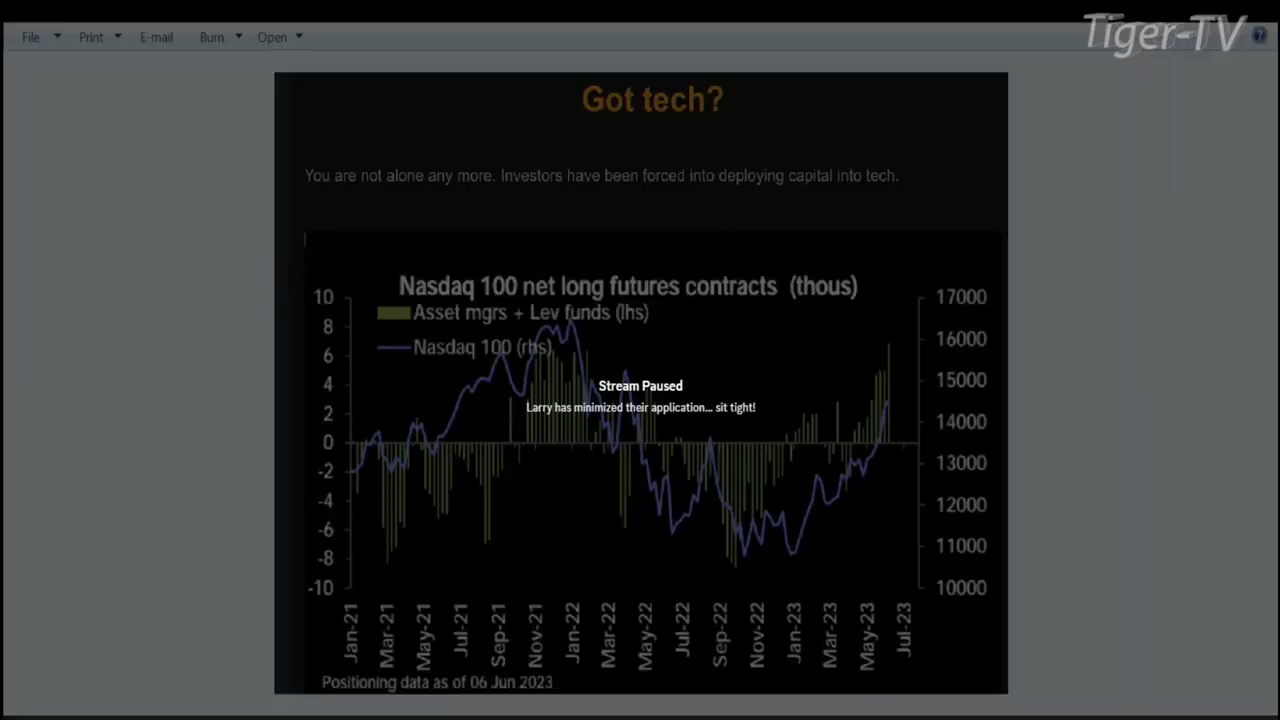 Tiger-TV
File Print E-mail Burn Open
Got tech?
You are not alone any more. Investors have been forced into deploying capital into tech.
Nasdaq 100 net long futures contracts (thous)
Asset mgrs + Lev funds (lhs)
Nasdaq 100 (rhs)
10
8
6
4
2
0
-2
-4
-6
-8
-10
17000
16000
15000
14000
13000
12000
11000
10000
Stream Paused
Larry has minimized their application... sit tight!
Jan-21 Mar-21 May-21 Jul-21 Sep-21 Nov-21 Jan-22 Mar-22 May-22 Jul-22 Sep-22 Nov-22 Jan-23 Mar-23 May-23 Jul-23
Positioning data as of 06 Jun 2023